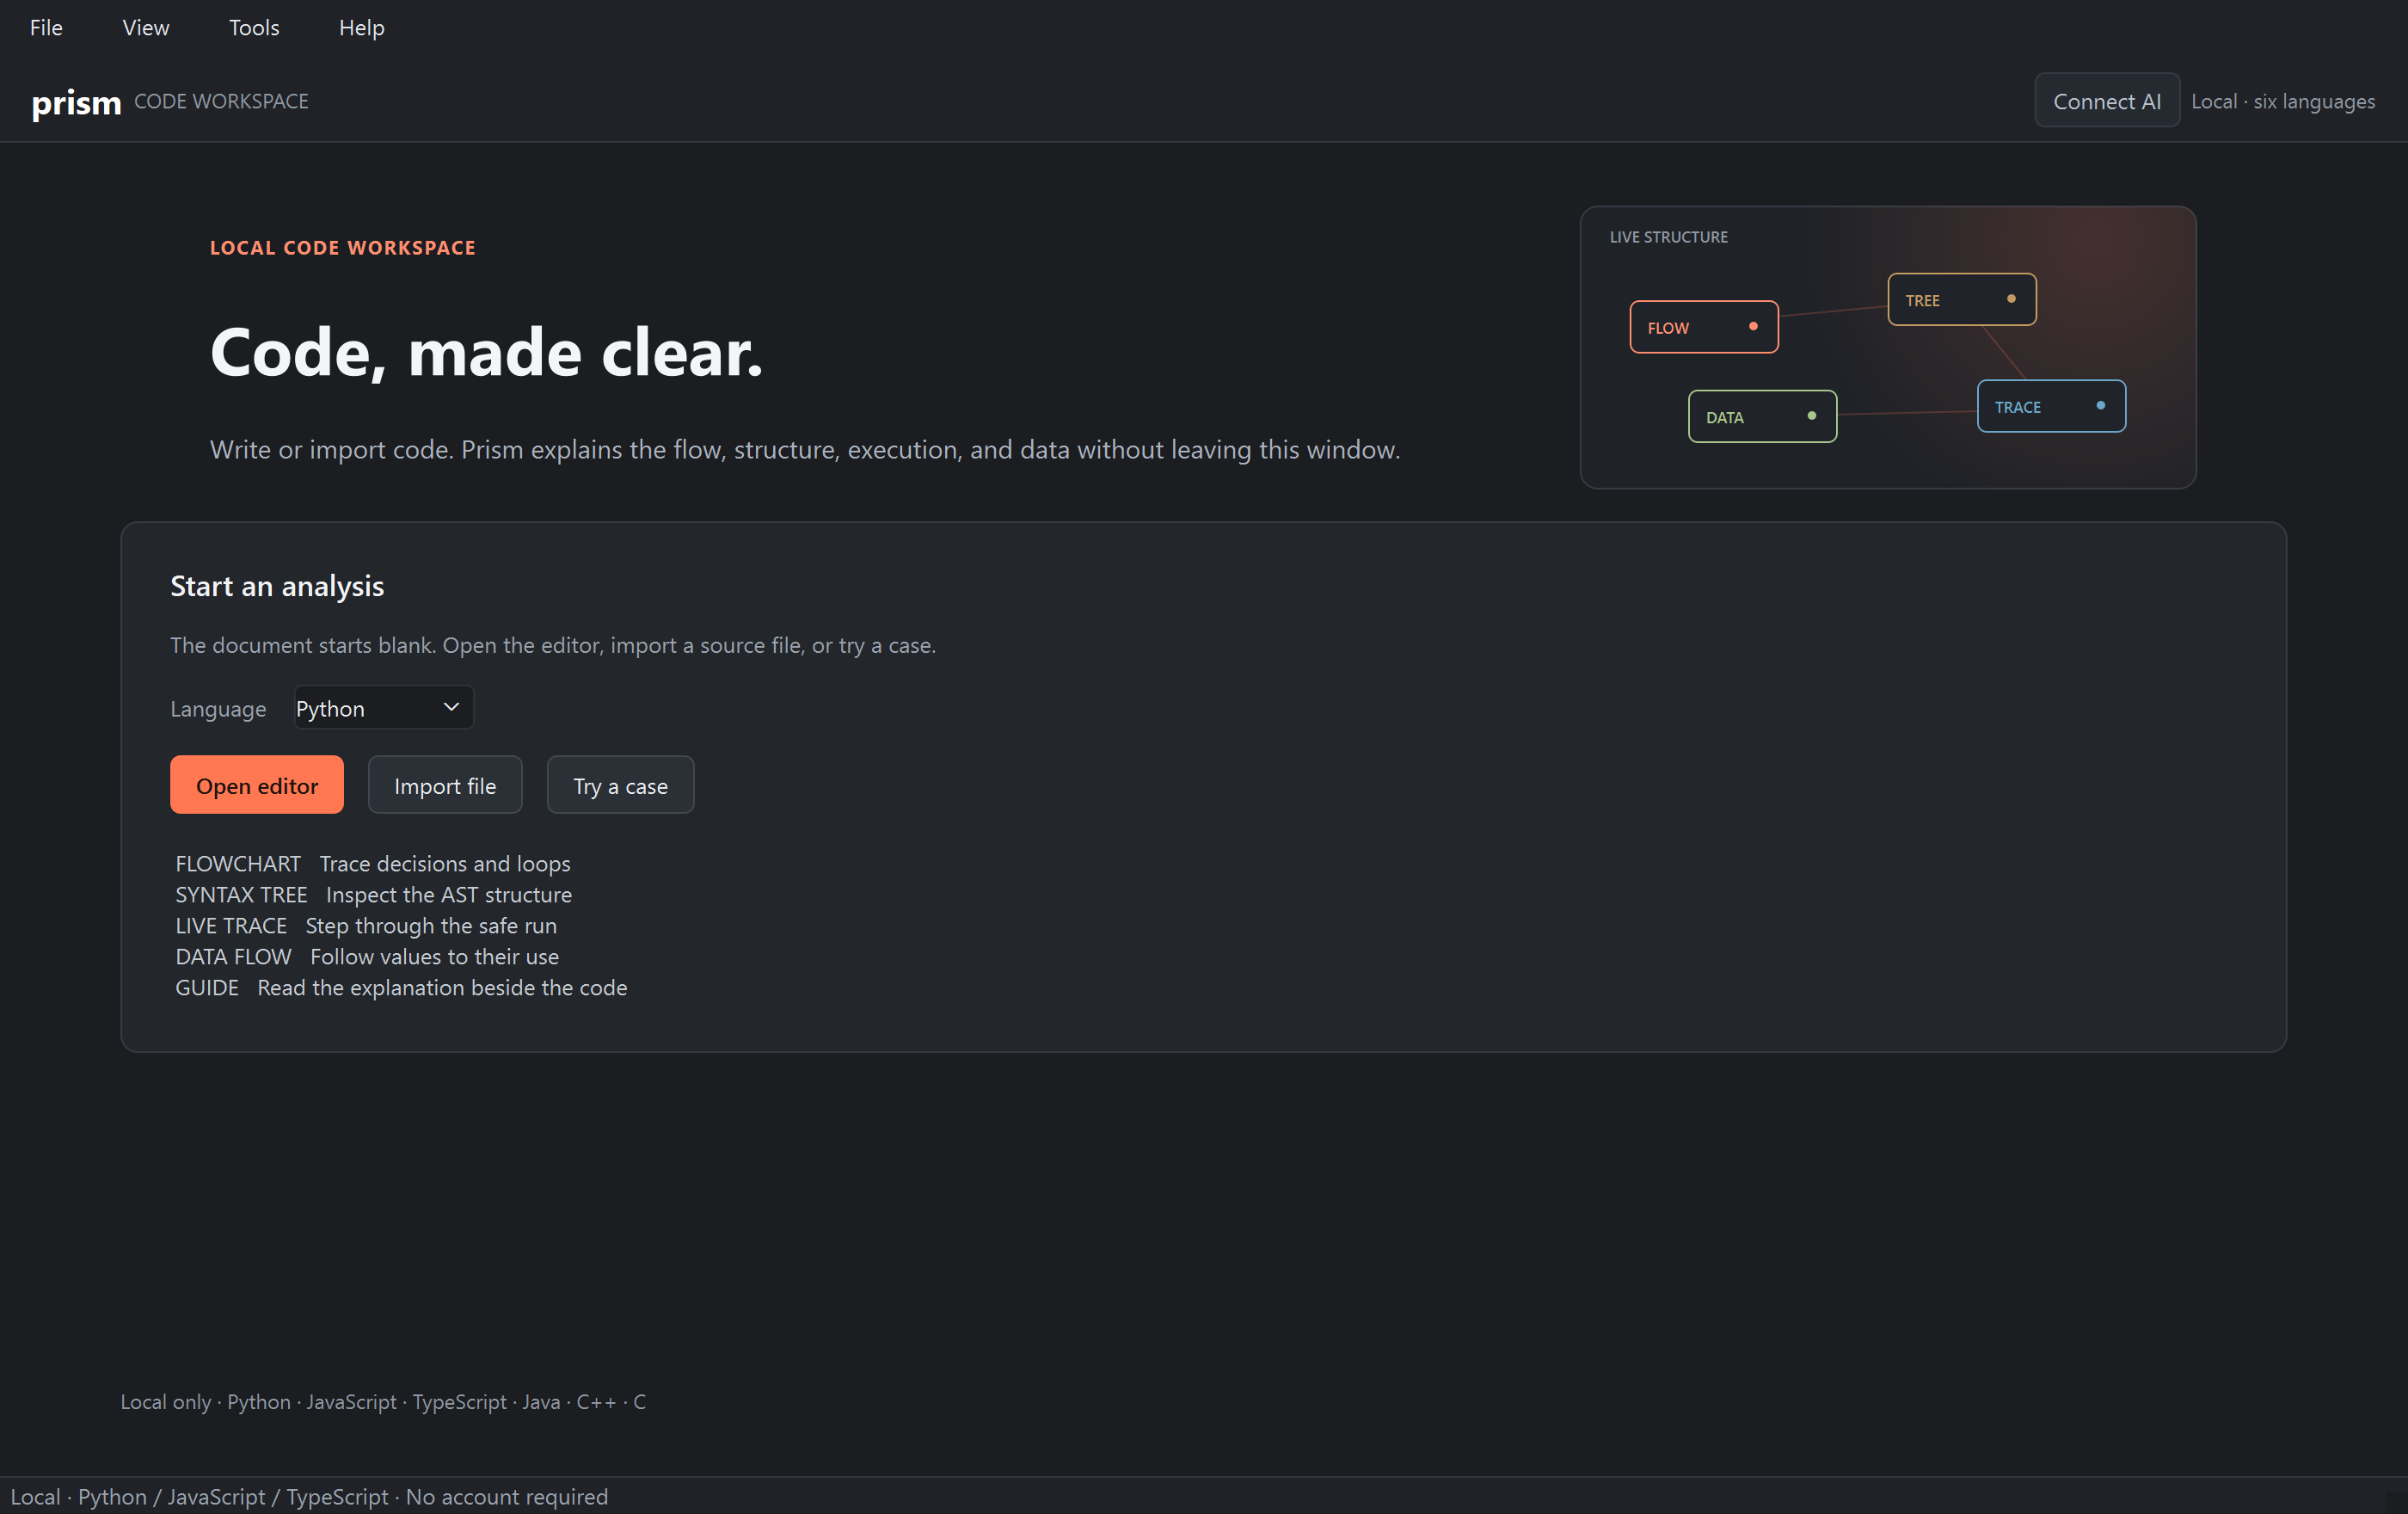 File View Tools Help
prism CODE WORKSPACE
Connect AI Local · six languages
LOCAL CODE WORKSPACE
Code, made clear.
Write or import code. Prism explains the flow, structure, execution, and data without leaving this window.
LIVE STRUCTURE
TREE
FLOW
TRACE
DATA
Start an analysis
The document starts blank. Open the editor, import a source file, or try a case.
Language Python
Open editor Import file Try a case
FLOWCHART Trace decisions and loops
SYNTAX TREE Inspect the AST structure
LIVE TRACE Step through the safe run
DATA FLOW Follow values to their use
GUIDE Read the explanation beside the code
Local only · Python · JavaScript · TypeScript · Java · C++ · C
Local · Python / JavaScript / TypeScript · No account required